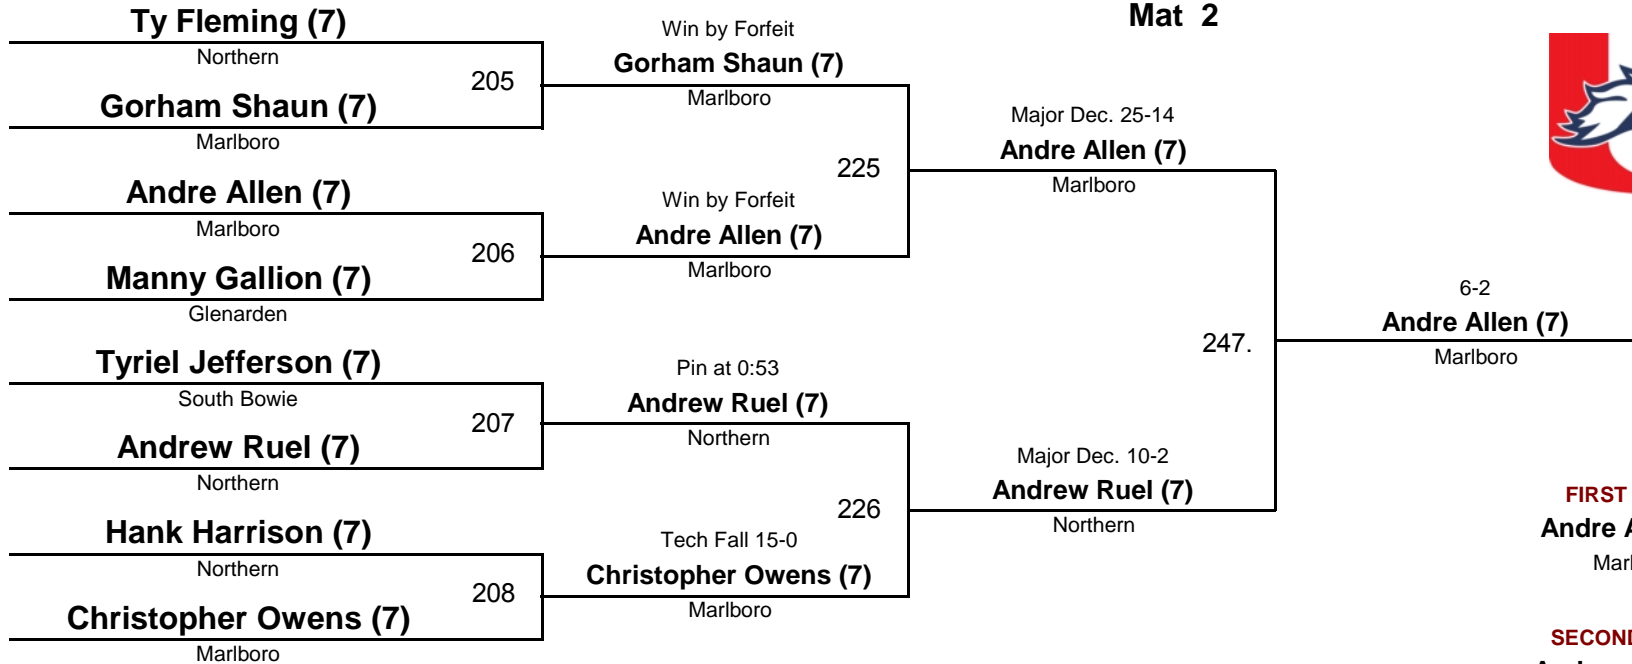 Mat 2
Ty Fleming (7)
Northern
205
Gorham Shaun (7)
Marlboro
Andre Allen (7)
Marlboro
206
Manny Gallion (7)
Glenarden
Tyriel Jefferson (7)
South Bowie
207
Andrew Ruel (7)
Northern
Hank Harrison (7)
Northern
208
Christopher Owens (7)
Marlboro
Win by Forfeit
Gorham Shaun (7)
Marlboro
225
Win by Forfeit
Andre Allen (7)
Marlboro
Pin at 0:53
Andrew Ruel (7)
Northern
226
Tech Fall 15-0
Christopher Owens (7)
Marlboro
Major Dec. 25-14
Andre Allen (7)
Marlboro
247.
Major Dec. 10-2
Andrew Ruel (7)
Northern
6-2
Andre Allen (7)
Marlboro
FIRST
Andre
SECOND